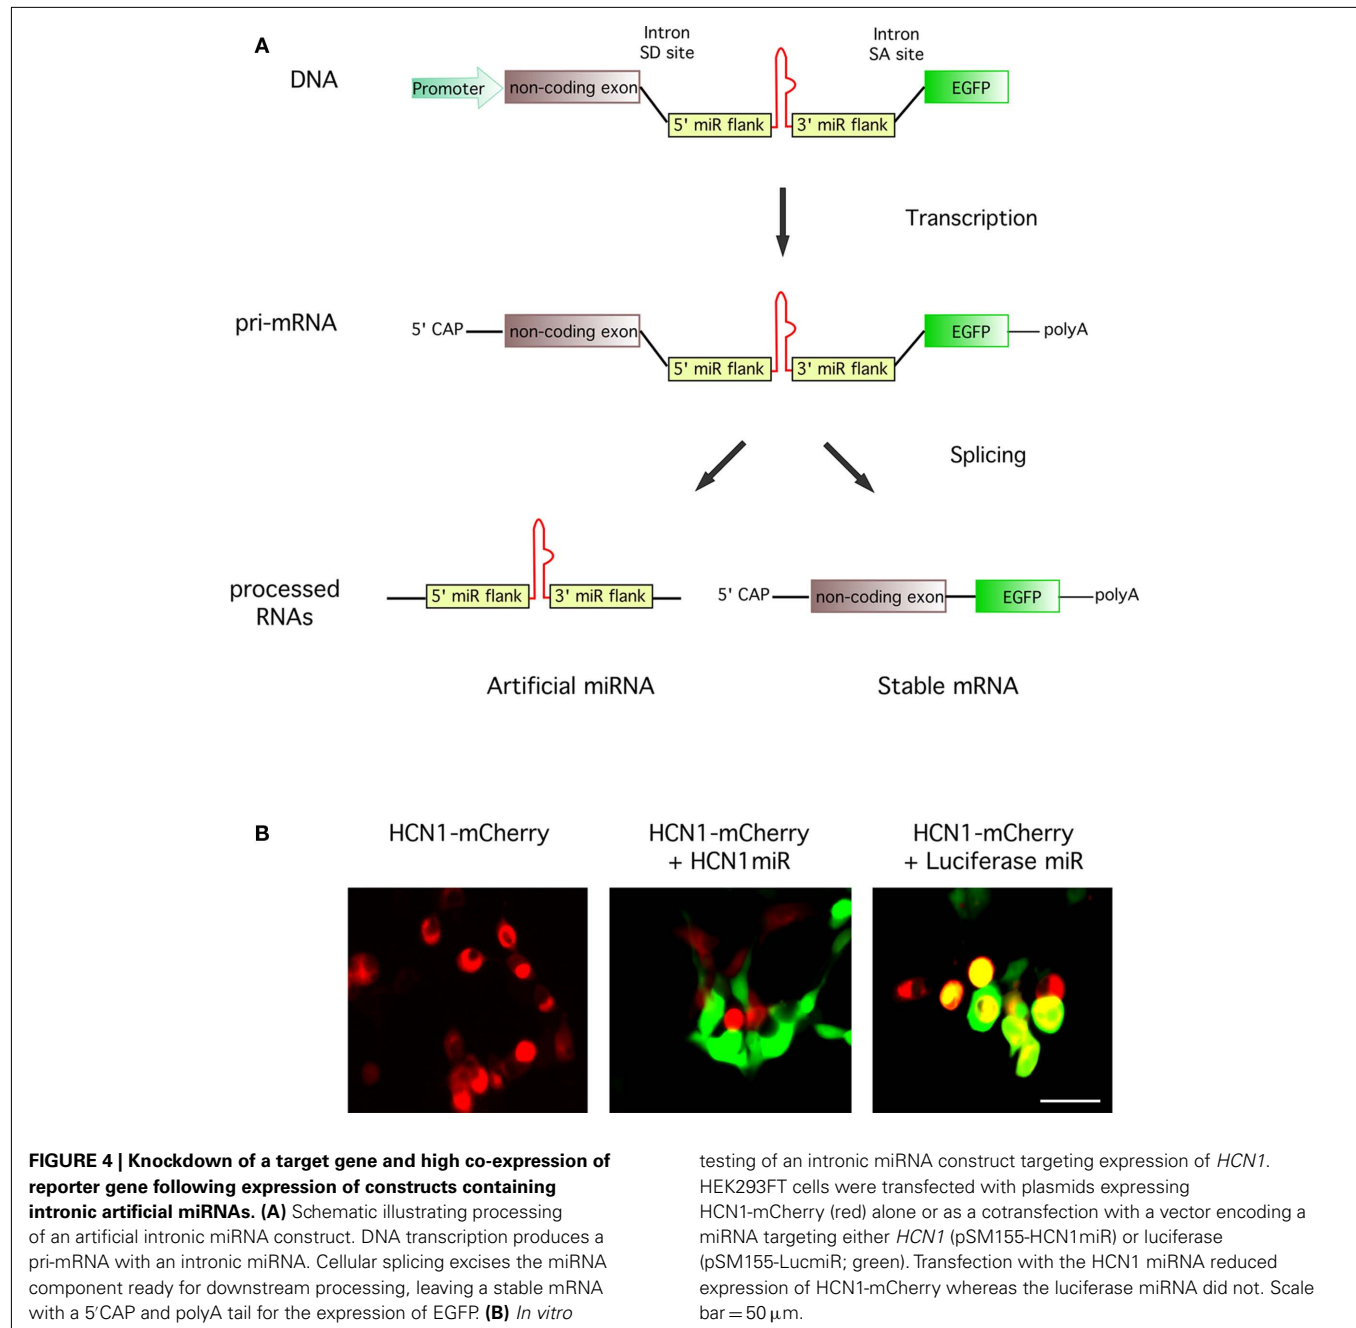 A
Intron
SD site
Intron
SA site
DNA
Promoter
non-coding exon
EGFP
5' miR flank
3' miR flank
Transcription
pri-mRNA
5' CAP
non-coding exon
EGFP
polyA
5' miR flank
3' miR flank
Splicing
processed
RNAs
5' miR flank
3' miR flank
5' CAP
non-coding exon
EGFP
polyA
Artificial miRNA
Stable mRNA
B
HCN1-mCherry
HCN1-mCherry
+ HCN1miR
HCN1-mCherry
+ Luciferase miR
FIGURE 4 | Knockdown of a target gene and high co-expression of
reporter gene following expression of constructs containing
intronic artificial miRNAs. (A) Schematic illustrating processing
of an artificial intronic miRNA construct. DNA transcription produces a
pri-mRNA with an intronic miRNA. Cellular splicing excises the miRNA
component ready for downstream processing, leaving a stable mRNA
with a 5′CAP and polyA tail for the expression of EGFP. (B) In vitro
testing of an intronic miRNA construct targeting expression of HCN1.
HEK293FT cells were transfected with plasmids expressing
HCN1-mCherry (red) alone or as a cotransfection with a vector encoding a
miRNA targeting either HCN1 (pSM155-HCN1miR) or luciferase
(pSM155-LucmiR; green). Transfection with the HCN1 miRNA reduced
expression of HCN1-mCherry whereas the luciferase miRNA did not. Scale
bar = 50 μm.